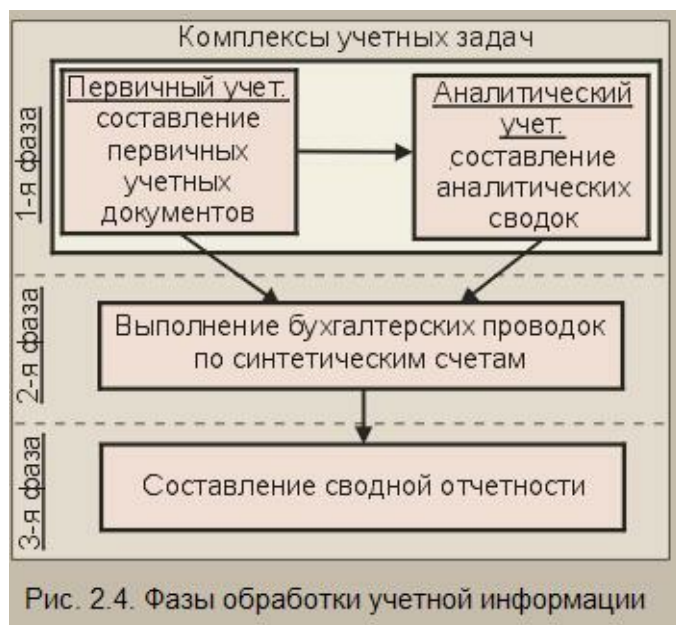 Комплексы учетных задач
1-я фаза
Первичный учет:
составление
первичных
учетных
документов
Аналитический
учет:
составление
аналитических
сводок
2-я фаза
Выполнение бухгалтерских проводок
по синтетическим счетам
3-я фаза
Составление сводной отчетности
Рис. 2.4. Фазы обработки учетной информации